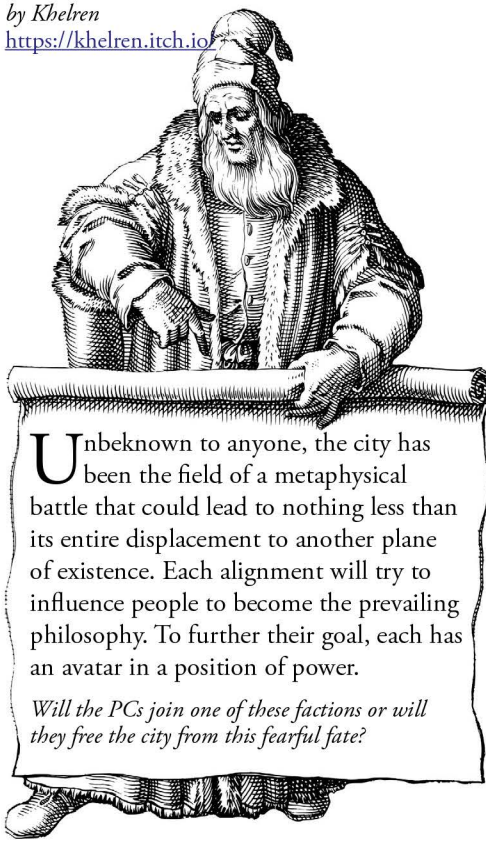 by Khelren
https://khelren.itch.io/
Unbeknown to anyone, the city has
been the field of a metaphysical
battle that could lead to nothing less than
its entire displacement to another plane
of existence. Each alignment will try to
influence people to become the prevailing
philosophy. To further their goal, each has
an avatar in a position of power.
Will the PCs join one of these factions or will
they free the city from this fearful fate?